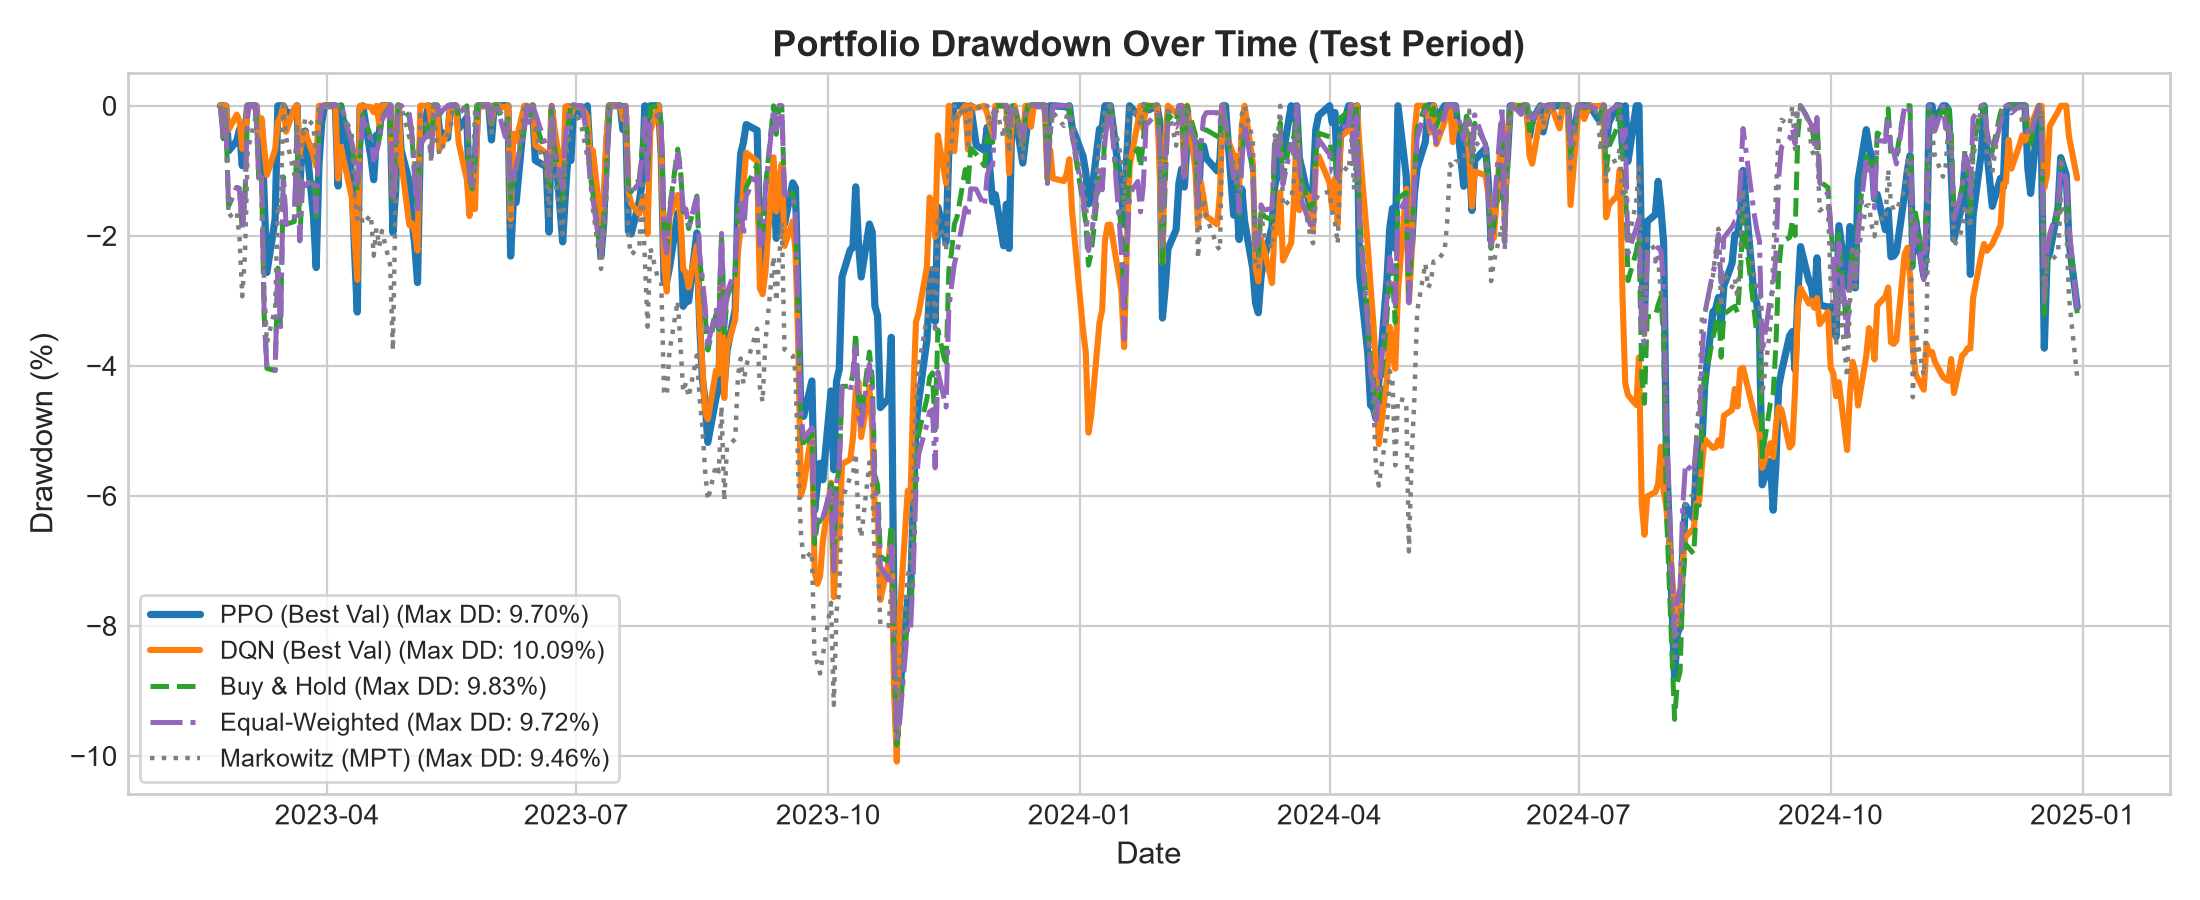 Portfolio Drawdown Over Time (Test Period)
Drawdown (%)
0
−2
−4
−6
−8
−10
PPO (Best Val) (Max DD: 9.70%)
DQN (Best Val) (Max DD: 10.09%)
Buy & Hold (Max DD: 9.83%)
Equal-Weighted (Max DD: 9.72%)
Markowitz (MPT) (Max DD: 9.46%)
2023-04 2023-07 2023-10 2024-01 2024-04 2024-07 2024-10 2025-01
Date